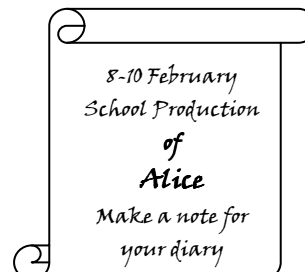 8-10 February
School Production
of
Alice
Make a note for
your diary